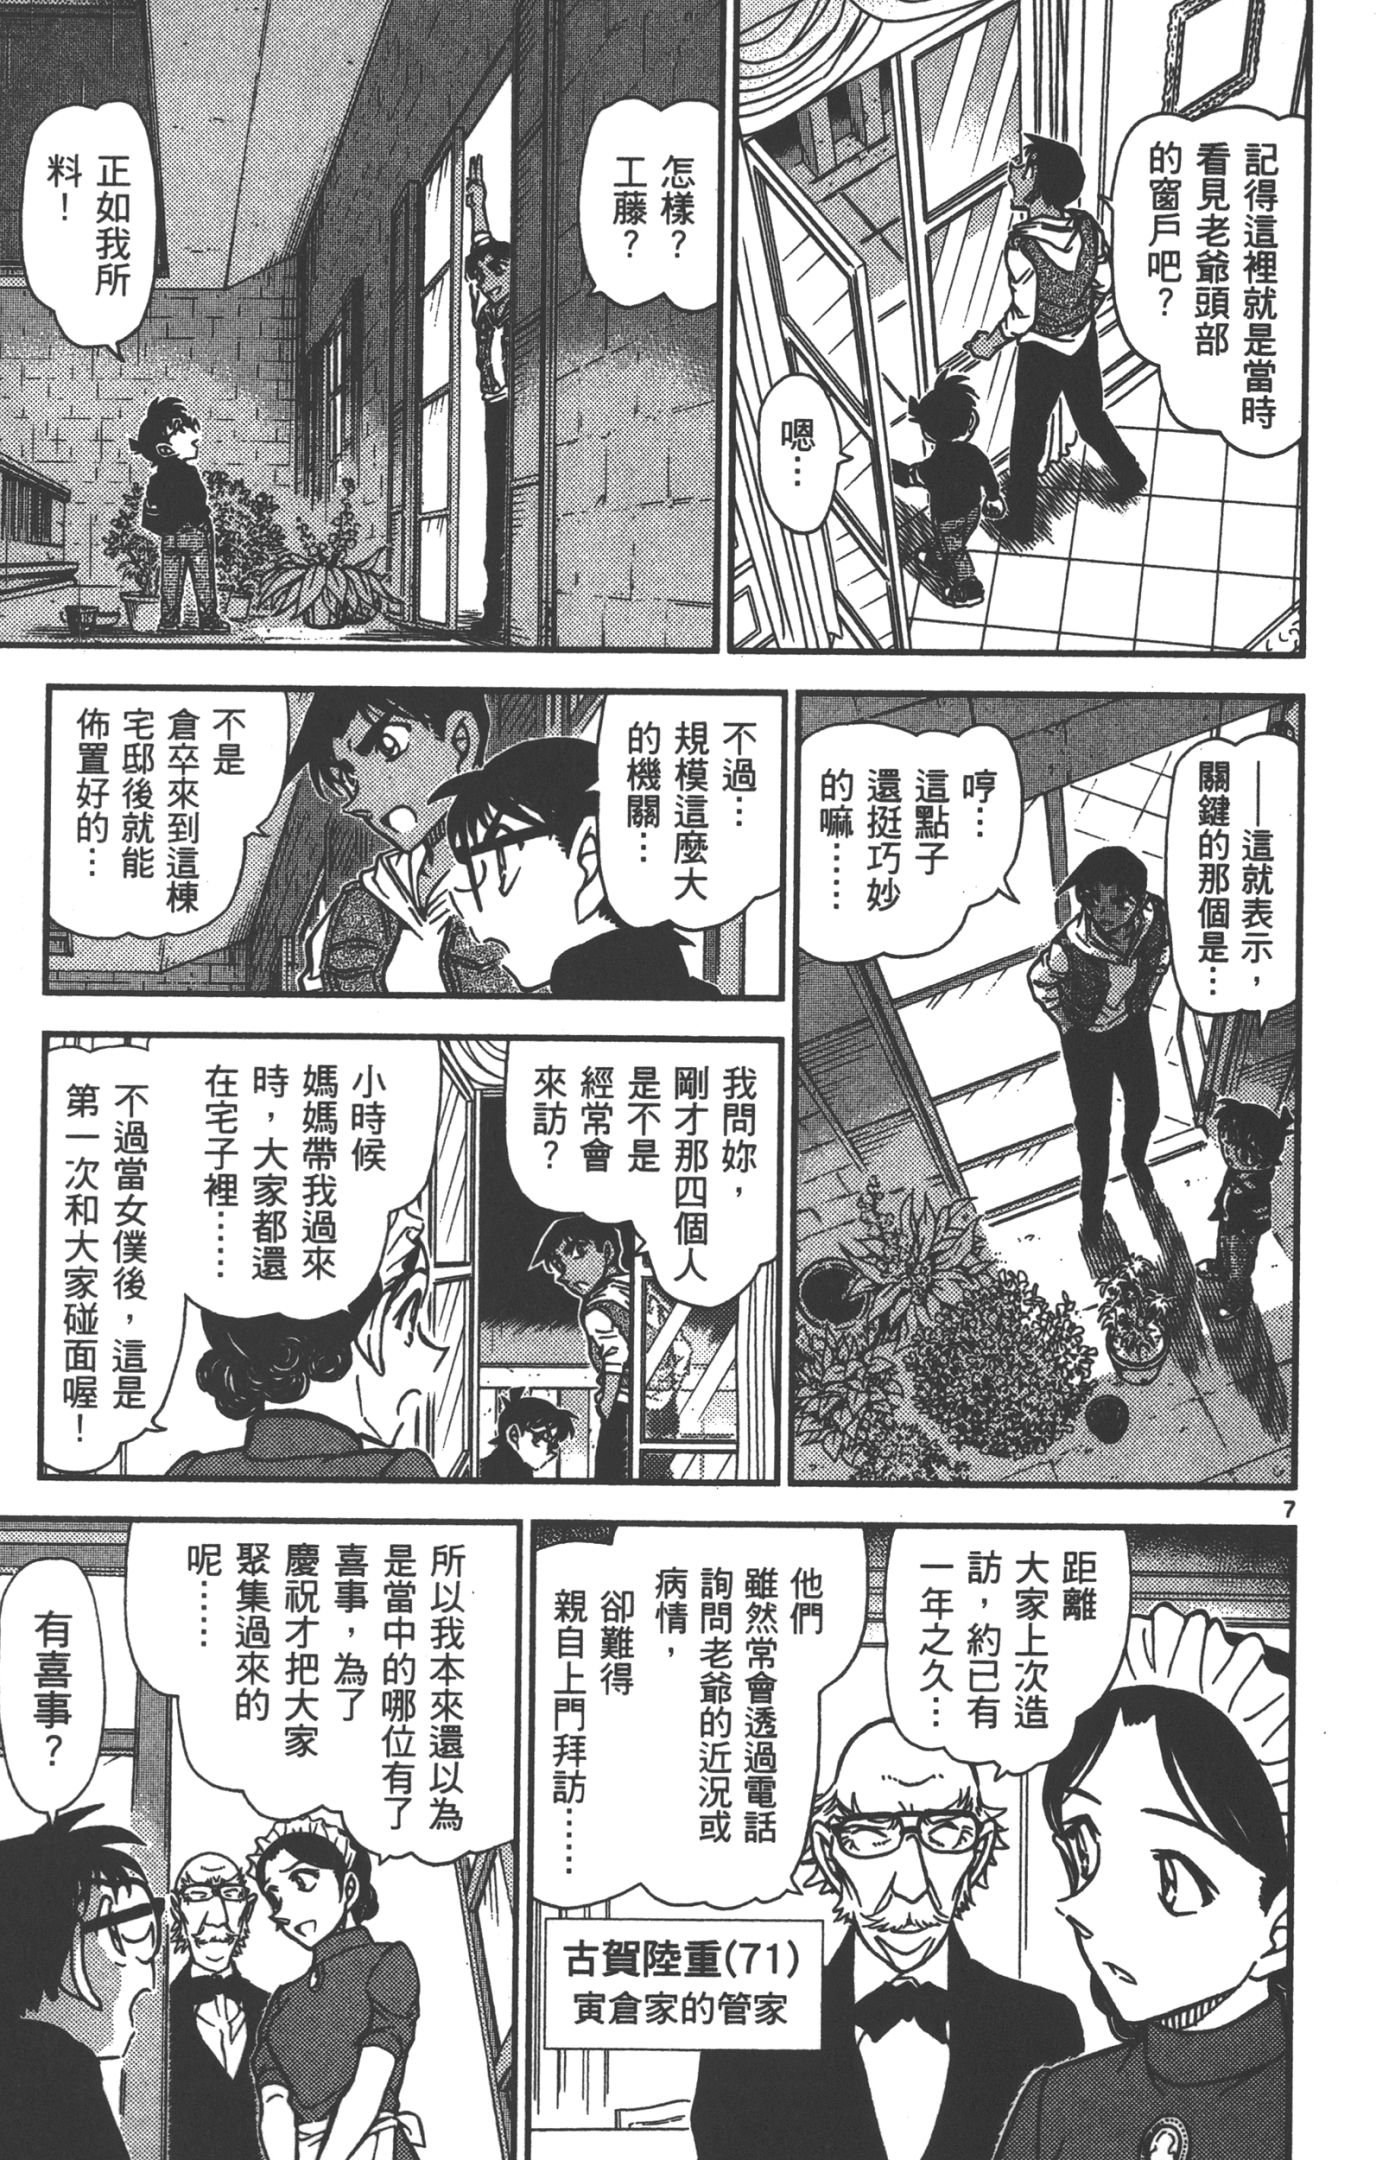 記得這裡就是當時
看見老爺頭部
的窗戶吧？
嗯…
怎樣？
工藤？
正如我所
料！
──這就表示，
關鍵的那個是…
哼…
這點子
還挺巧妙
的嘛……
不過…
規模這麼大
的機關…
不是
倉卒來到這棟
宅邸後就能
佈置好的…
我問妳，
剛才那四個人
是不是
經常會
來訪？
小時候
媽媽帶我過來
時，大家都還
在宅子裡……
不過當女僕後，這是
第一次和大家碰面喔！
7
距離
大家上次造
訪，約已有
一年之久…
他們
雖然常會透過電話
詢問老爺的近況或
病情，
卻難得
親自上門拜訪……
古賀陸重(71)
寅倉家的管家
所以我本來還以為
是當中的哪位有了
喜事，為了
慶祝才把大家
聚集過來的
呢……
有喜事？